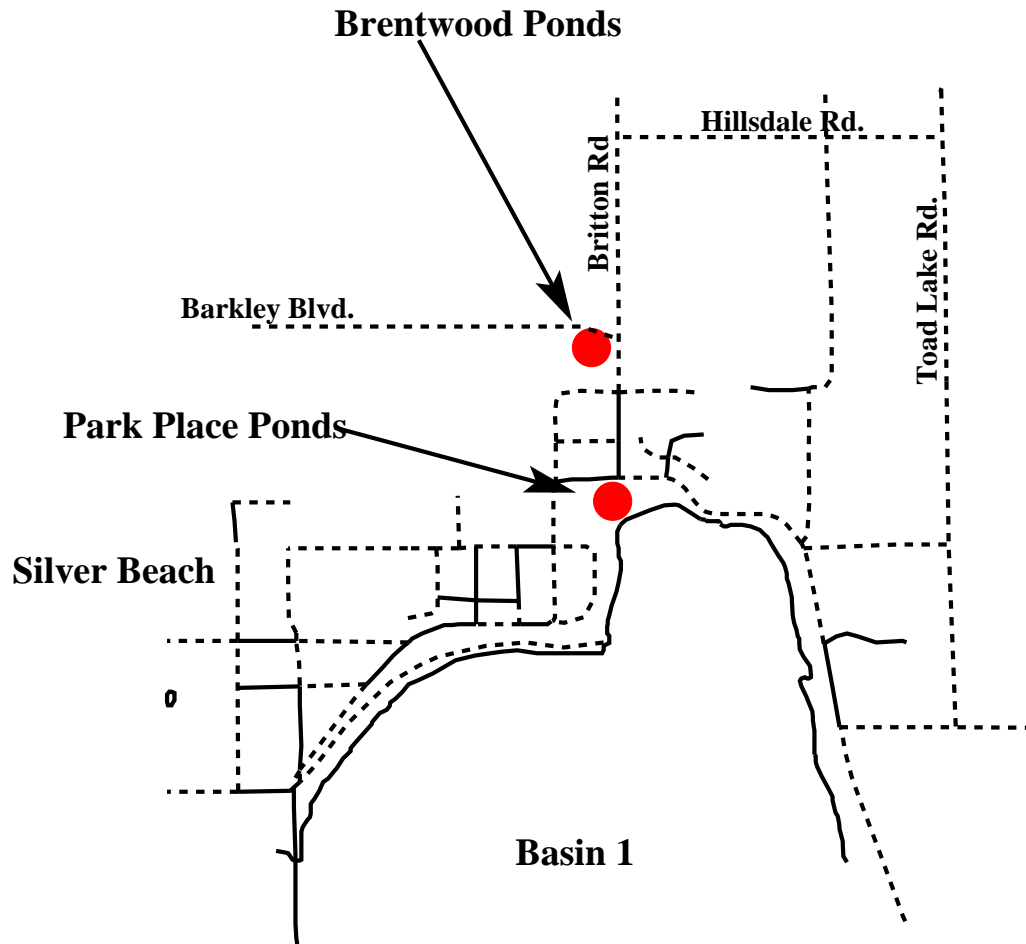 Brentwood Ponds
Hillsdale Rd.
Britton Rd
Toad Lake Rd.
Barkley Blvd.
Park Place Ponds
Silver Beach
Basin 1